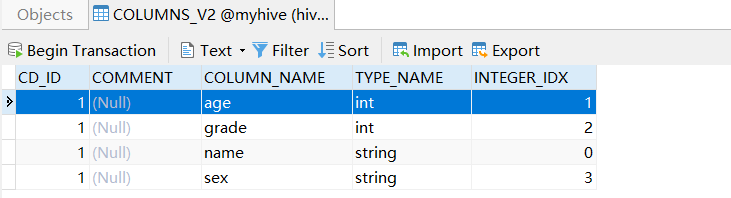 Objects COLUMNS_V2 @myhive (hiv...
Begin Transaction Text Filter Sort Import Export
CD_ID COMMENT COLUMN_NAME TYPE_NAME INTEGER_IDX
1 (Null) age int 1
1 (Null) grade int 2
1 (Null) name string 0
1 (Null) sex string 3